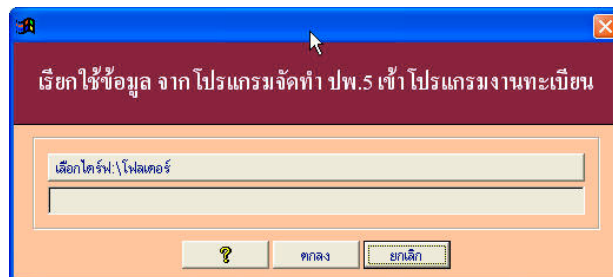 เรียกใช้ข้อมูล จากโปรแกรมจัดทำ ปพ.5 เข้าโปรแกรมงานทะเบียน
เลือกไดร์ฟ:\โฟลเดอร์
? ตกลง ยกเลิก